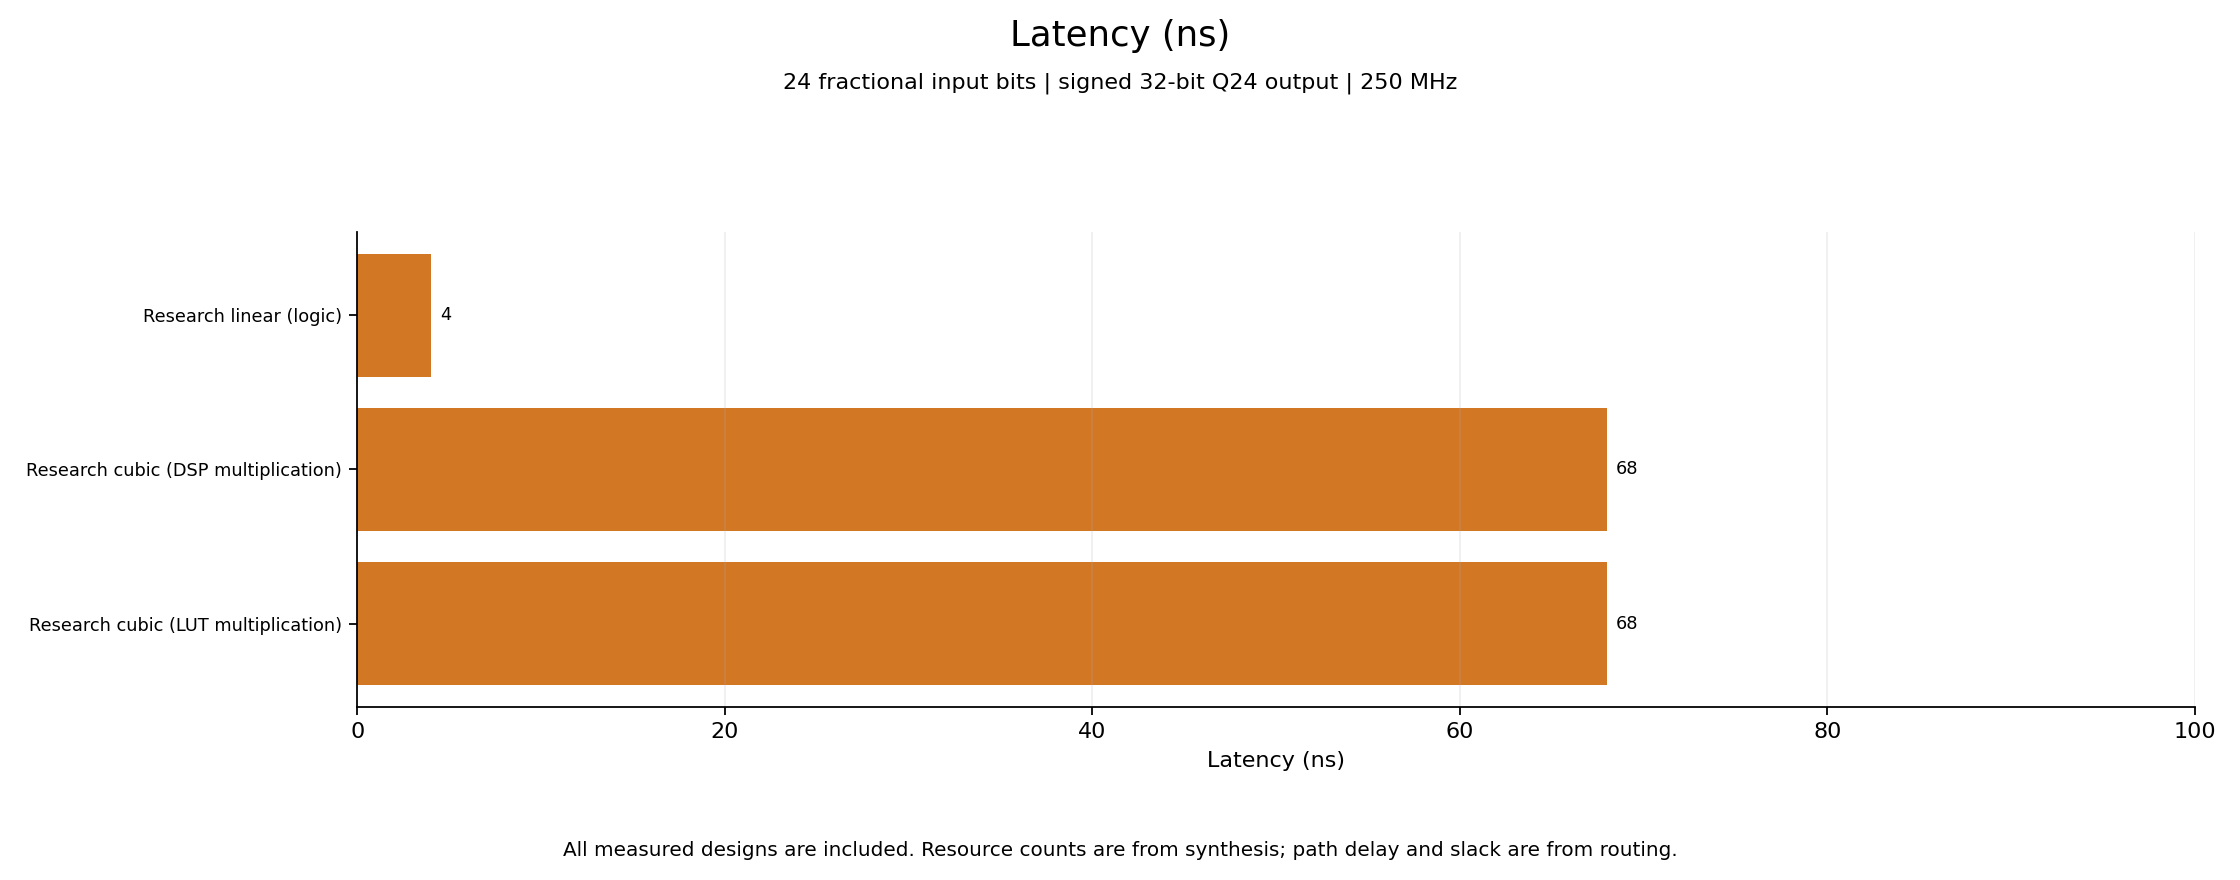 Latency (ns)
24 fractional input bits | signed 32-bit Q24 output | 250 MHz
Research linear (logic)
4
Research cubic (DSP multiplication)
68
Research cubic (LUT multiplication)
68
0 20 40 60 80 100
Latency (ns)
All measured designs are included. Resource counts are from synthesis; path delay and slack are from routing.